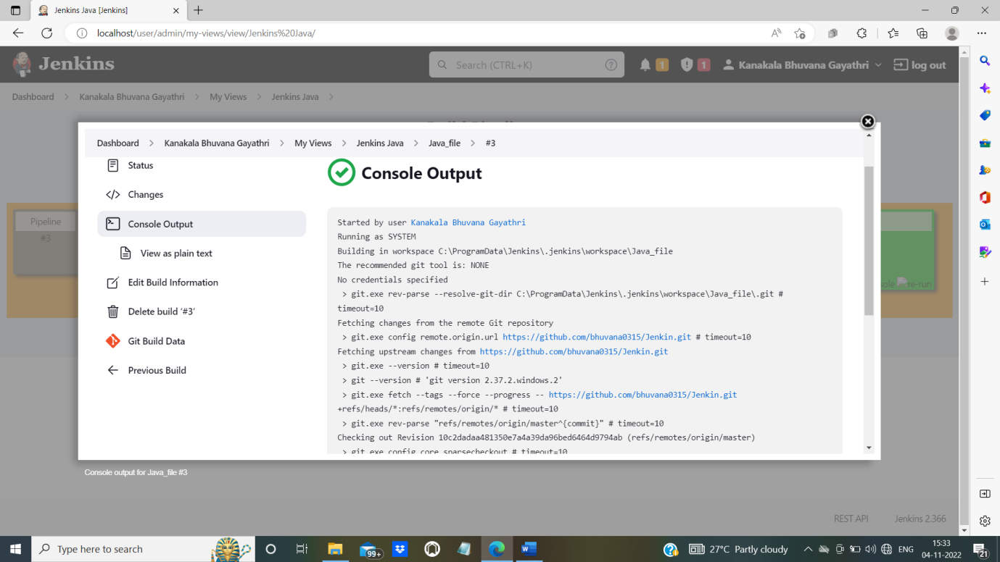 Jenkins Java [Jenkins]
localhost/user/admin/my-views/view/Jenkins%20Java/
Jenkins
Search (CTRL+K)
1
1
Kanakala Bhuvana Gayathri
log out
Dashboard
Kanakala Bhuvana Gayathri
My Views
Jenkins Java
Dashboard
Kanakala Bhuvana Gayathri
My Views
Jenkins Java
Java_file
#3
Pipeline
#3
Status
Changes
Console Output
View as plain text
Edit Build Information
Delete build ‘#3’
Git Build Data
Previous Build
Console Output
Started by user Kanakala Bhuvana Gayathri
Running as SYSTEM
Building in workspace C:\ProgramData\Jenkins\.jenkins\workspace\Java_file
The recommended git tool is: NONE
No credentials specified
> git.exe rev-parse --resolve-git-dir C:\ProgramData\Jenkins\.jenkins\workspace\Java_file\.git #
timeout=10
Fetching changes from the remote Git repository
> git.exe config remote.origin.url https://github.com/bhuvana0315/Jenkin.git # timeout=10
Fetching upstream changes from https://github.com/bhuvana0315/Jenkin.git
> git.exe --version # timeout=10
> git --version # 'git version 2.37.2.windows.2'
> git.exe fetch --tags --force --progress -- https://github.com/bhuvana0315/Jenkin.git
+refs/heads/*:refs/remotes/origin/* # timeout=10
> git.exe rev-parse "refs/remotes/origin/master^{commit}" # timeout=10
Checking out Revision 10c2dadaa481350e7a4a39da96bed6464d9794ab (refs/remotes/origin/master)
> git.exe config core.sparsecheckout # timeout=10
re-run
Console output for Java_file #3
REST API
Jenkins 2.366
Type here to search
99+
27°C Partly cloudy
ENG
15:33
04-11-2022
21